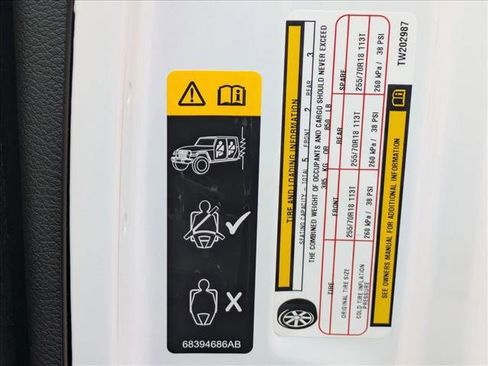 68394686AB
TIRE AND LOADING INFORMATION
SEATING CAPACITY - TOTAL 5 FRONT 2 REAR 3
THE COMBINED WEIGHT OF OCCUPANTS AND CARGO SHOULD NEVER EXCEED
385 KG OR 850 LB
TIRE FRONT REAR SPARE
ORIGINAL TIRE SIZE 255/70R18 113T 255/70R18 113T 255/70R18 113T
COLD TIRE INFLATION PRESSURE 260 kPa / 38 PSI 260 kPa / 38 PSI 260 kPa / 38 PSI
SEE OWNERS MANUAL FOR ADDITIONAL INFORMATION
TW202987